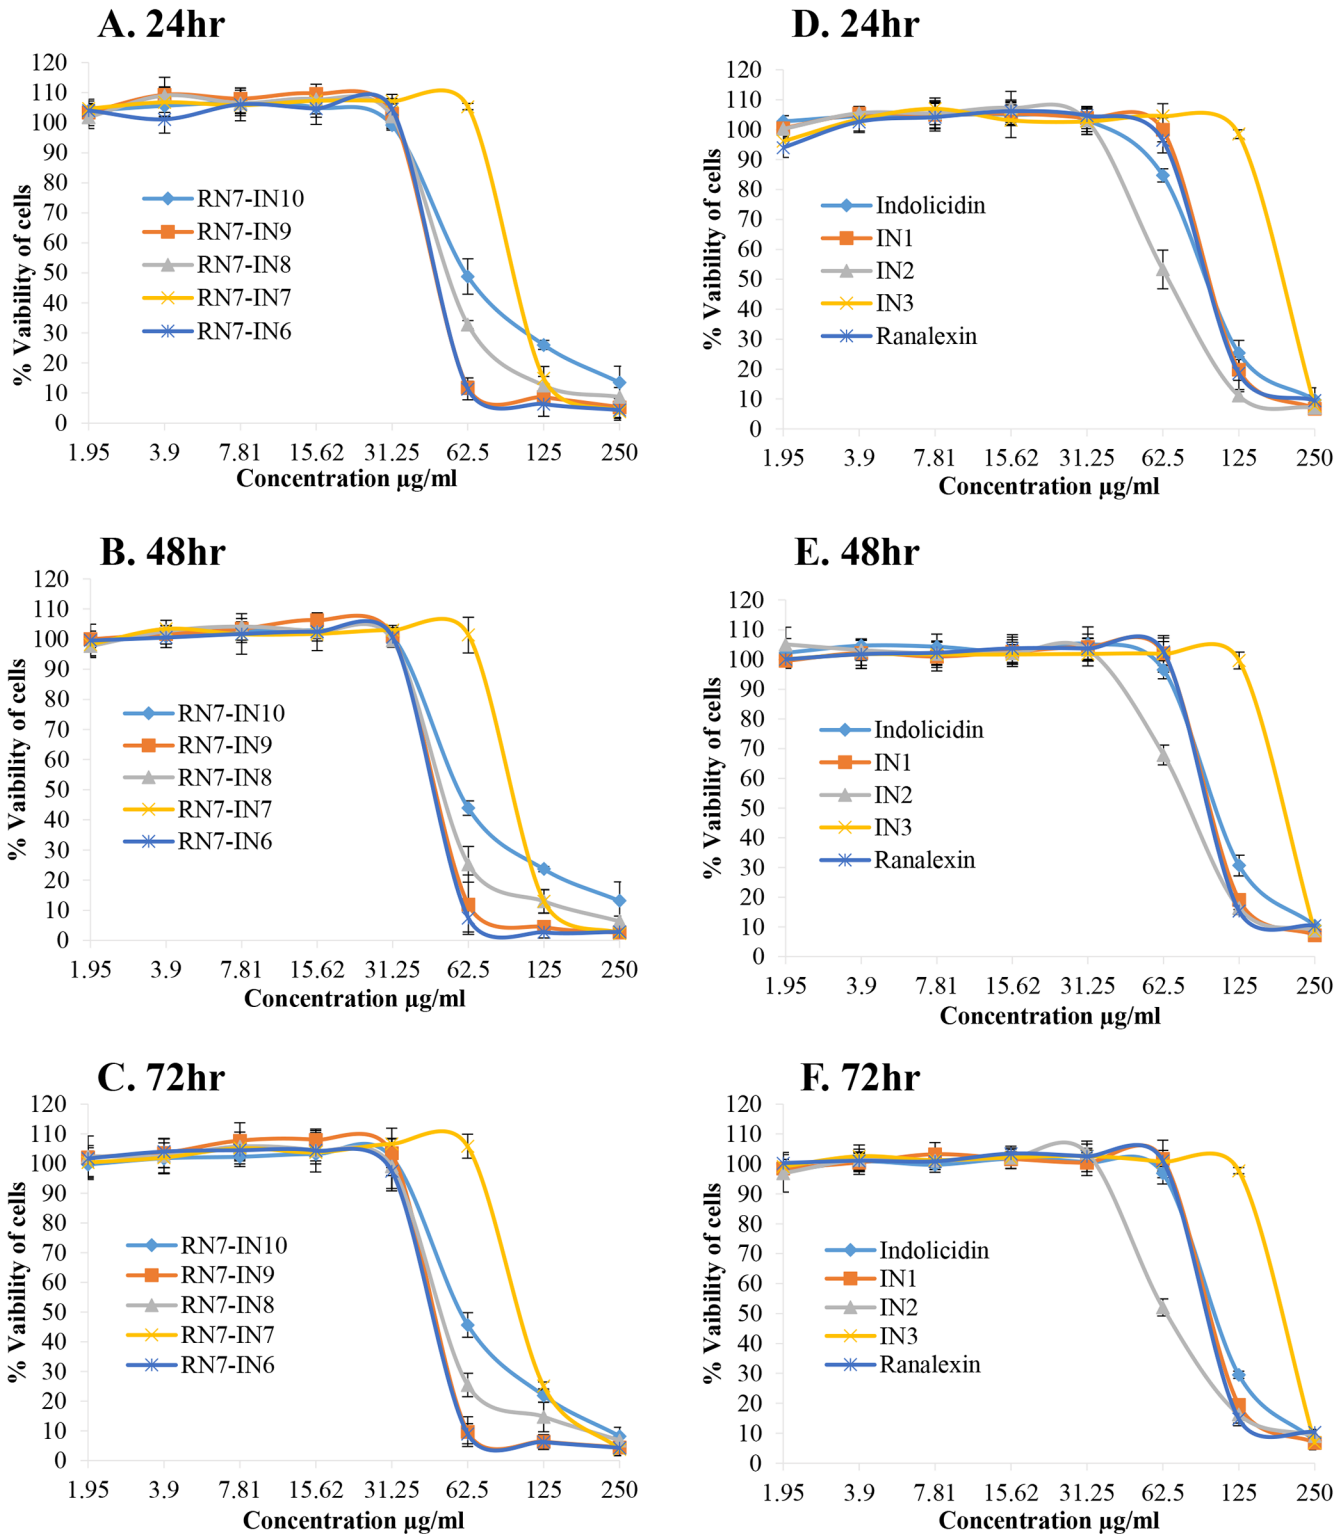 A. 24hr
120
110
100
90
80
70
60
50
40
30
20
10
0
% Vaibility of cells
RN7-IN10
RN7-IN9
RN7-IN8
RN7-IN7
RN7-IN6
1.95 3.9 7.81 15.62 31.25 62.5 125 250
Concentration µg/ml
D. 24hr
120
110
100
90
80
70
60
50
40
30
20
10
0
% Vaibility of cells
Indolicidin
IN1
IN2
IN3
Ranalexin
1.95 3.9 7.81 15.62 31.25 62.5 125 250
Concentration µg/ml
B. 48hr
120
110
100
90
80
70
60
50
40
30
20
10
0
% Vaibility of cells
RN7-IN10
RN7-IN9
RN7-IN8
RN7-IN7
RN7-IN6
1.95 3.9 7.81 15.62 31.25 62.5 125 250
Concentration µg/ml
E. 48hr
120
110
100
90
80
70
60
50
40
30
20
10
0
% Vaibility of cells
Indolicidin
IN1
IN2
IN3
Ranalexin
1.95 3.9 7.81 15.62 31.25 62.5 125 250
Concentration µg/ml
C. 72hr
120
110
100
90
80
70
60
50
40
30
20
10
0
% Vaibility of cells
RN7-IN10
RN7-IN9
RN7-IN8
RN7-IN7
RN7-IN6
1.95 3.9 7.81 15.62 31.25 62.5 125 250
Concentration µg/ml
F. 72hr
120
110
100
90
80
70
60
50
40
30
20
10
0
% Vaibility of cells
Indolicidin
IN1
IN2
IN3
Ranalexin
1.95 3.9 7.81 15.62 31.25 62.5 125 250
Concentration µg/ml